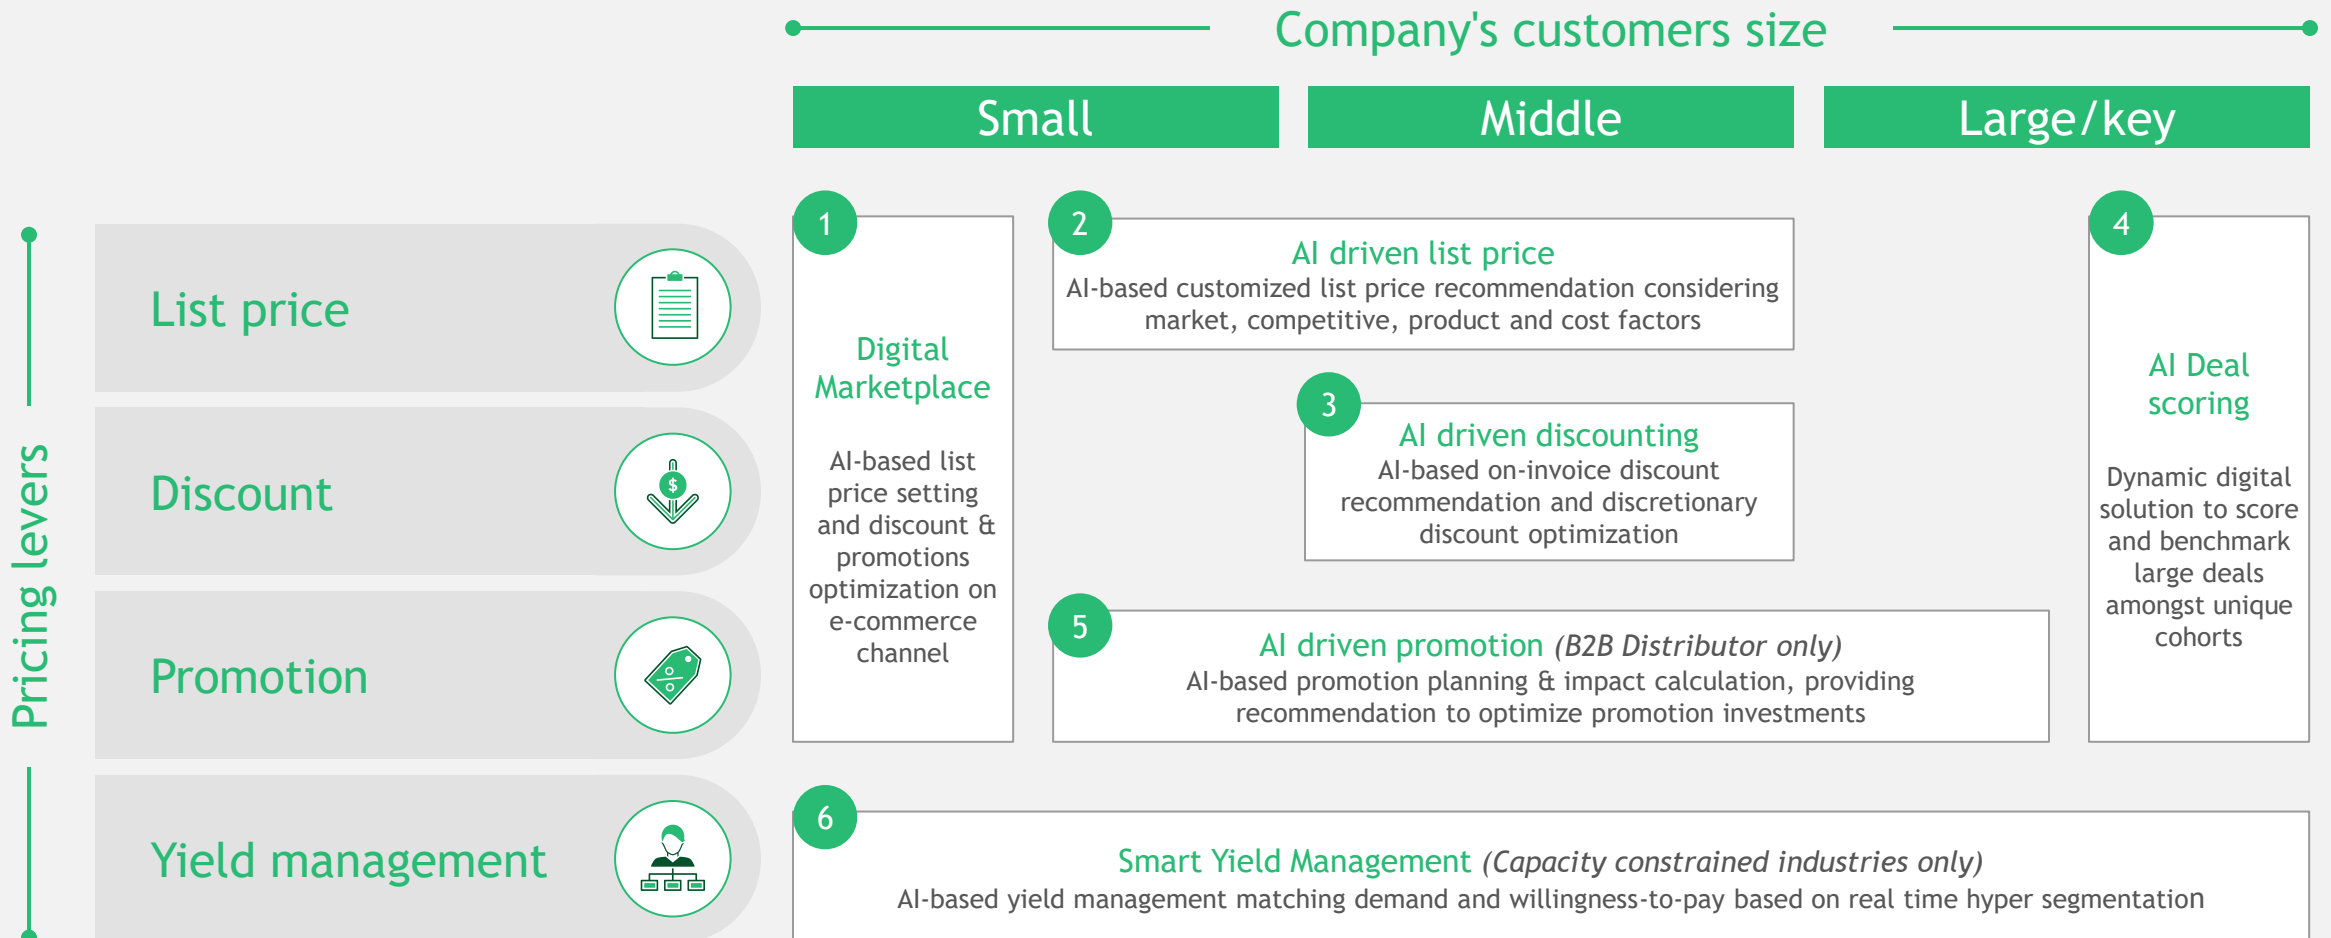 Company's customers size
Small
Middle
Large/key
Pricing levers
List price
Discount
Promotion
Yield management
1
Digital
Marketplace
AI-based list
price setting
and discount &
promotions
optimization on
e-commerce
channel
2
AI driven list price
AI-based customized list price recommendation considering
market, competitive, product and cost factors
3
AI driven discounting
AI-based on-invoice discount
recommendation and discretionary
discount optimization
4
AI Deal
scoring
Dynamic digital
solution to score
and benchmark
large deals
amongst unique
cohorts
5
AI driven promotion (B2B Distributor only)
AI-based promotion planning & impact calculation, providing
recommendation to optimize promotion investments
6
Smart Yield Management (Capacity constrained industries only)
AI-based yield management matching demand and willingness-to-pay based on real time hyper segmentation
$